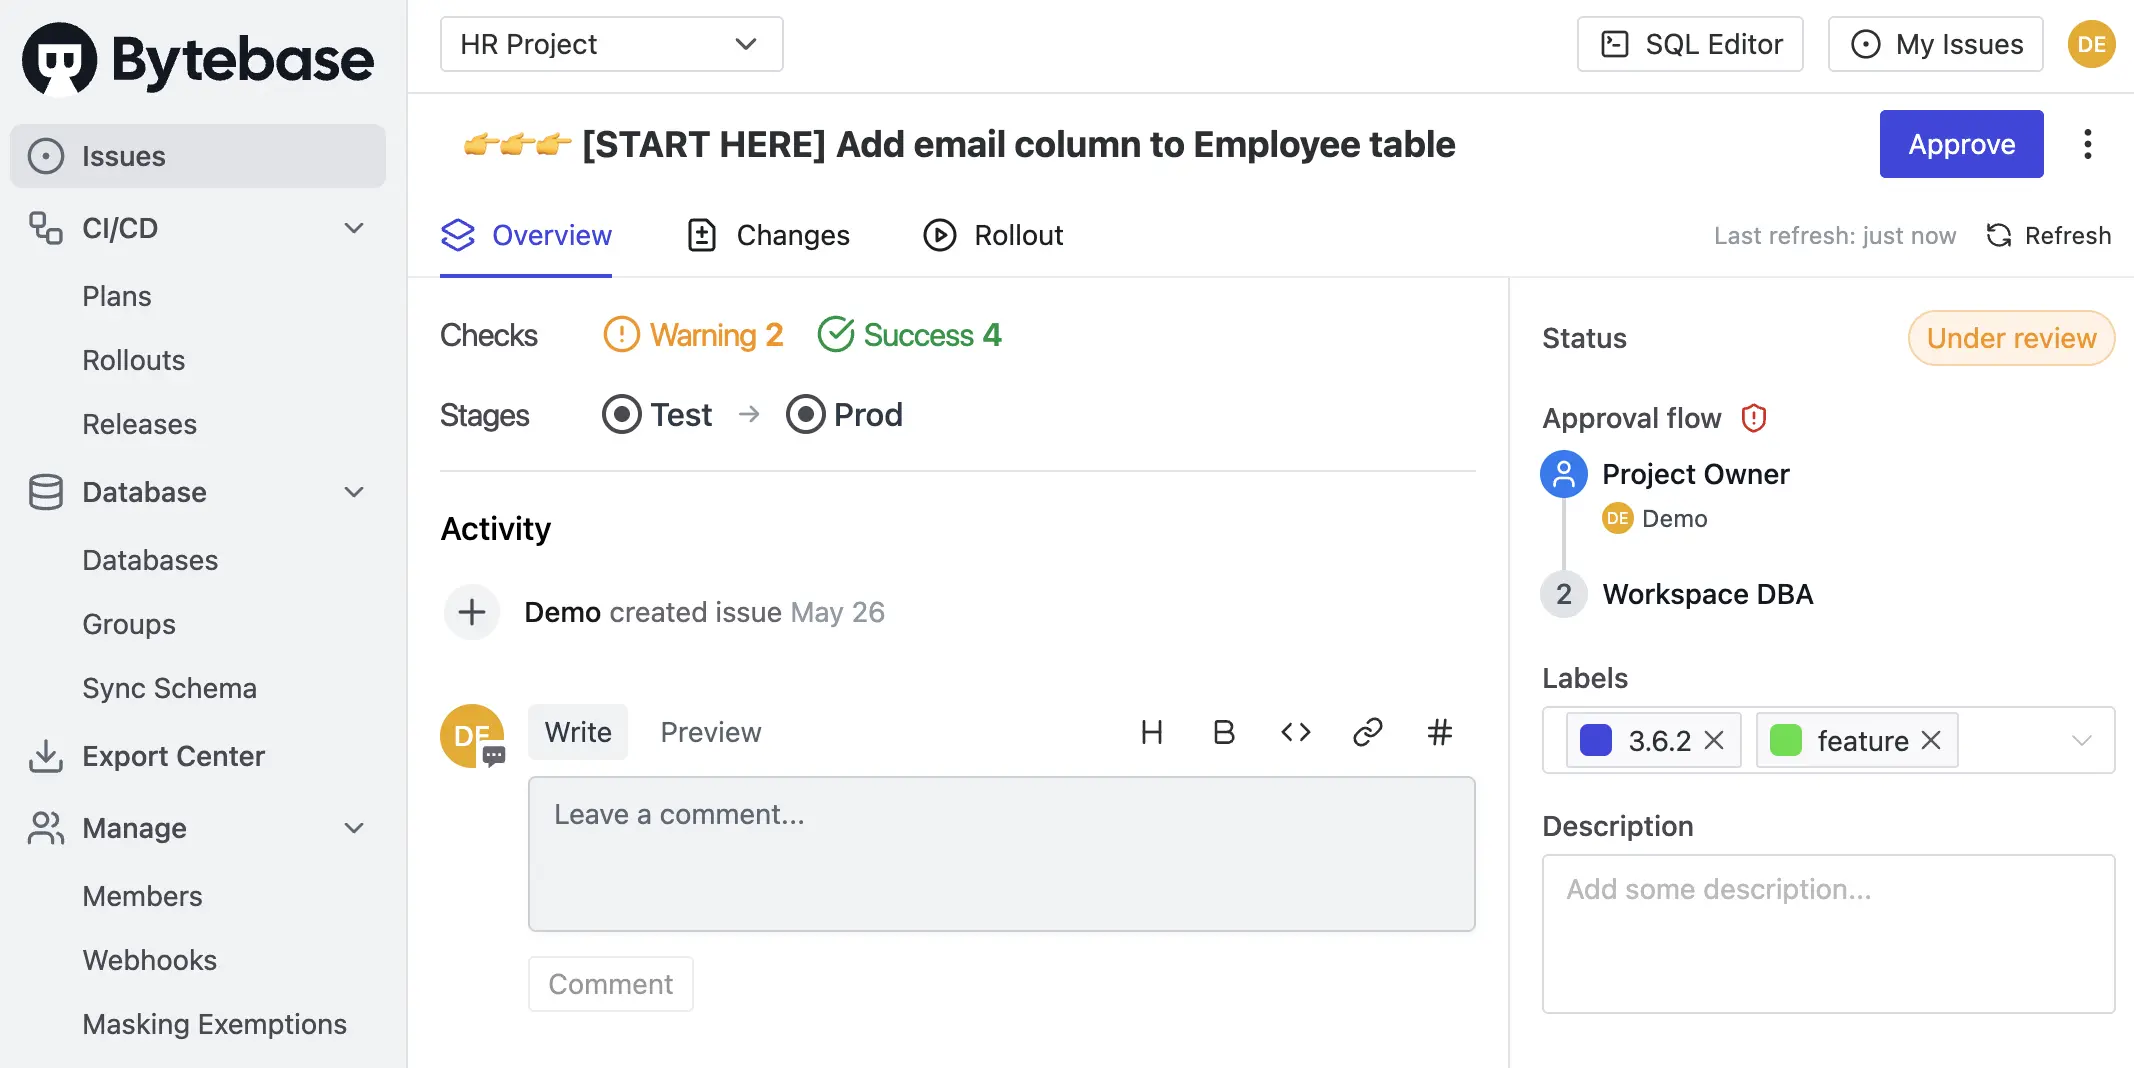 Bytebase
Issues
CI/CD
Plans
Rollouts
Releases
Database
Databases
Groups
Sync Schema
Export Center
Manage
Members
Webhooks
Masking Exemptions
HR Project
SQL Editor
My Issues
DE
👉👉👉 [START HERE] Add email column to Employee table
Approve
Overview
Changes
Rollout
Last refresh: just now
Refresh
Checks
Warning 2
Success 4
Stages
Test → Prod
Activity
Demo created issue May 26
DE
Write
Preview
H B <> #
Leave a comment...
Comment
Status
Under review
Approval flow
Project Owner
DE Demo
2 Workspace DBA
Labels
3.6.2
feature
Description
Add some description...